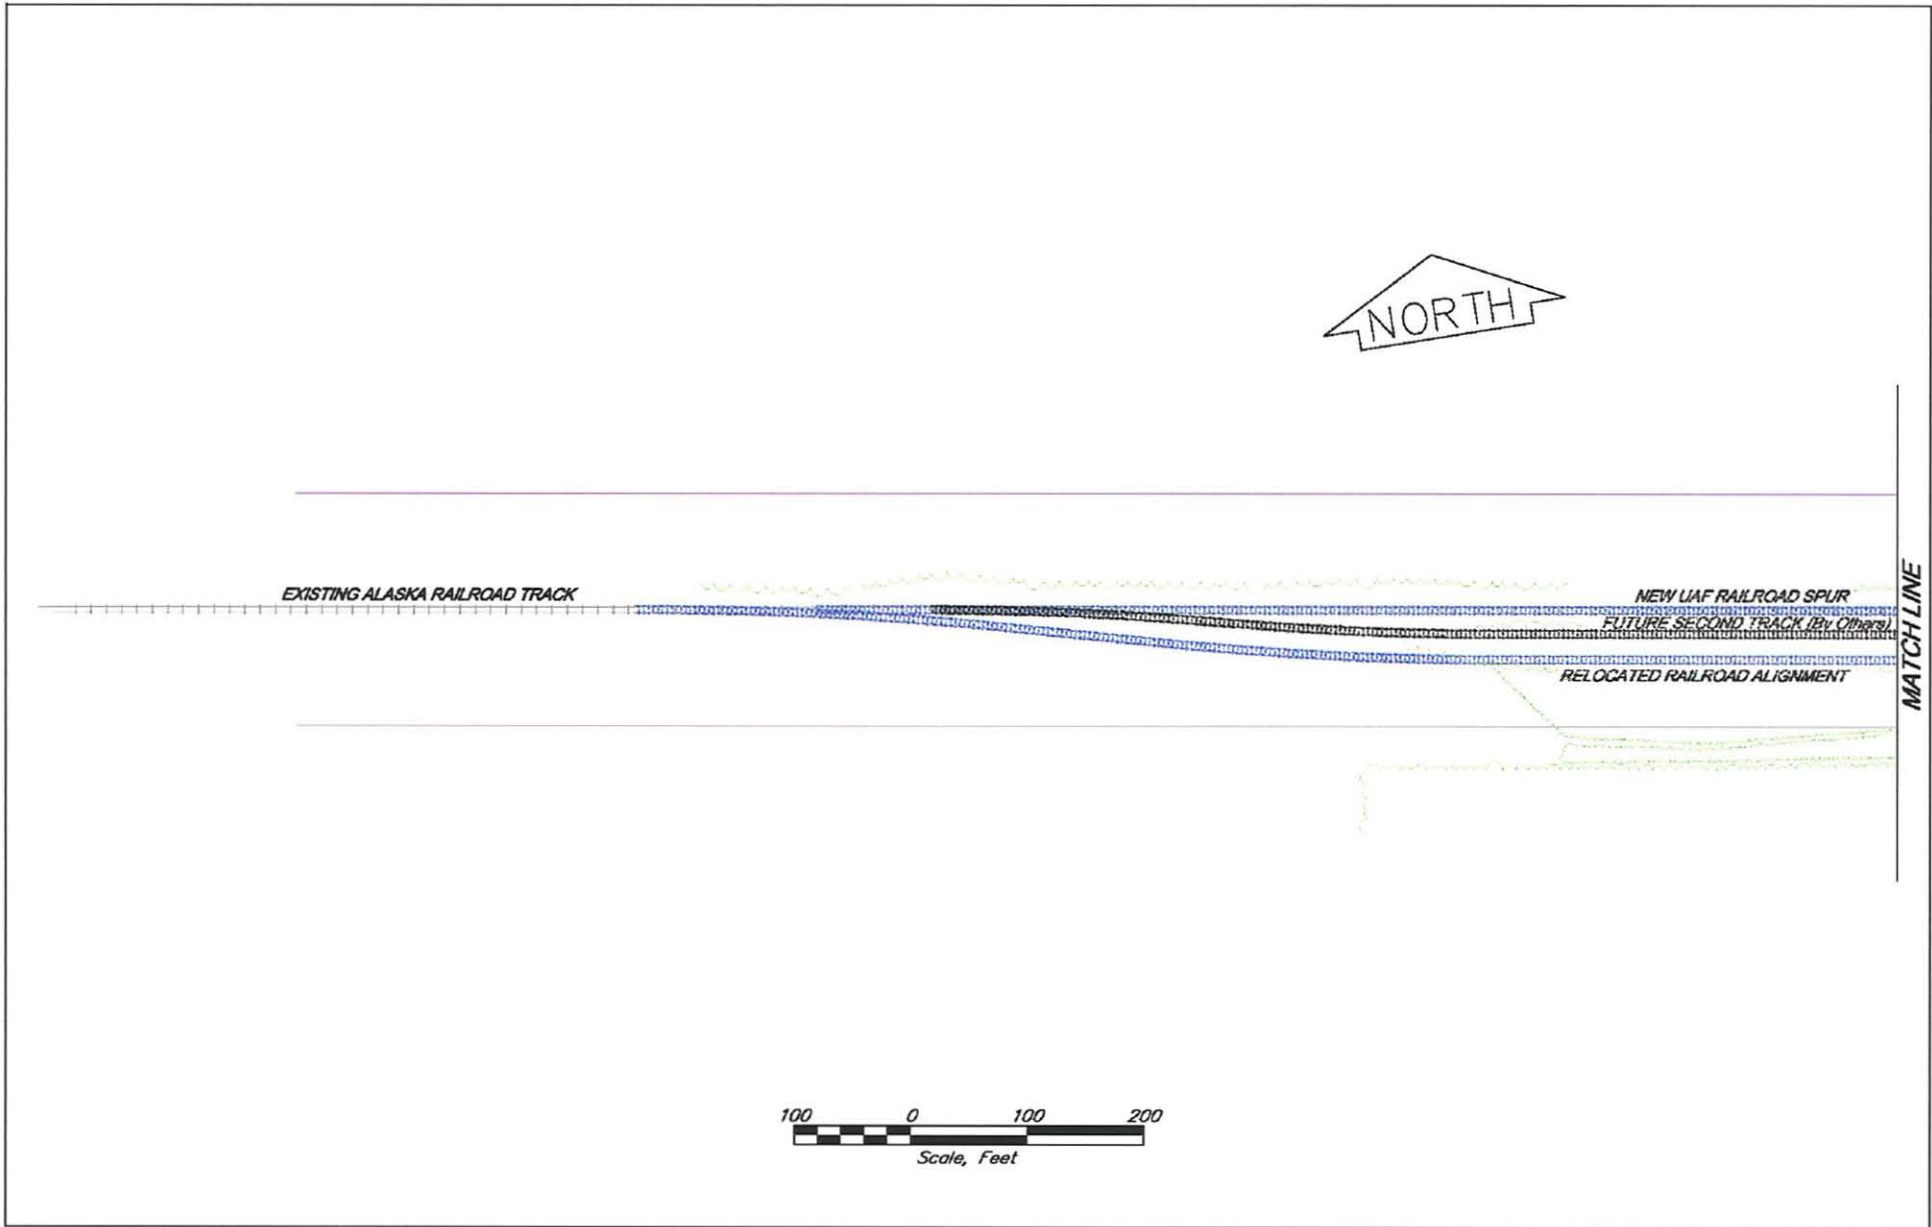 NORTH
EXISTING ALASKA RAILROAD TRACK
NEW UAF RAILROAD SPUR
FUTURE SECOND TRACK (By Others)
RELOCATED RAILROAD ALIGNMENT
MATCH LINE
100 0 100 200
Scale, Feet